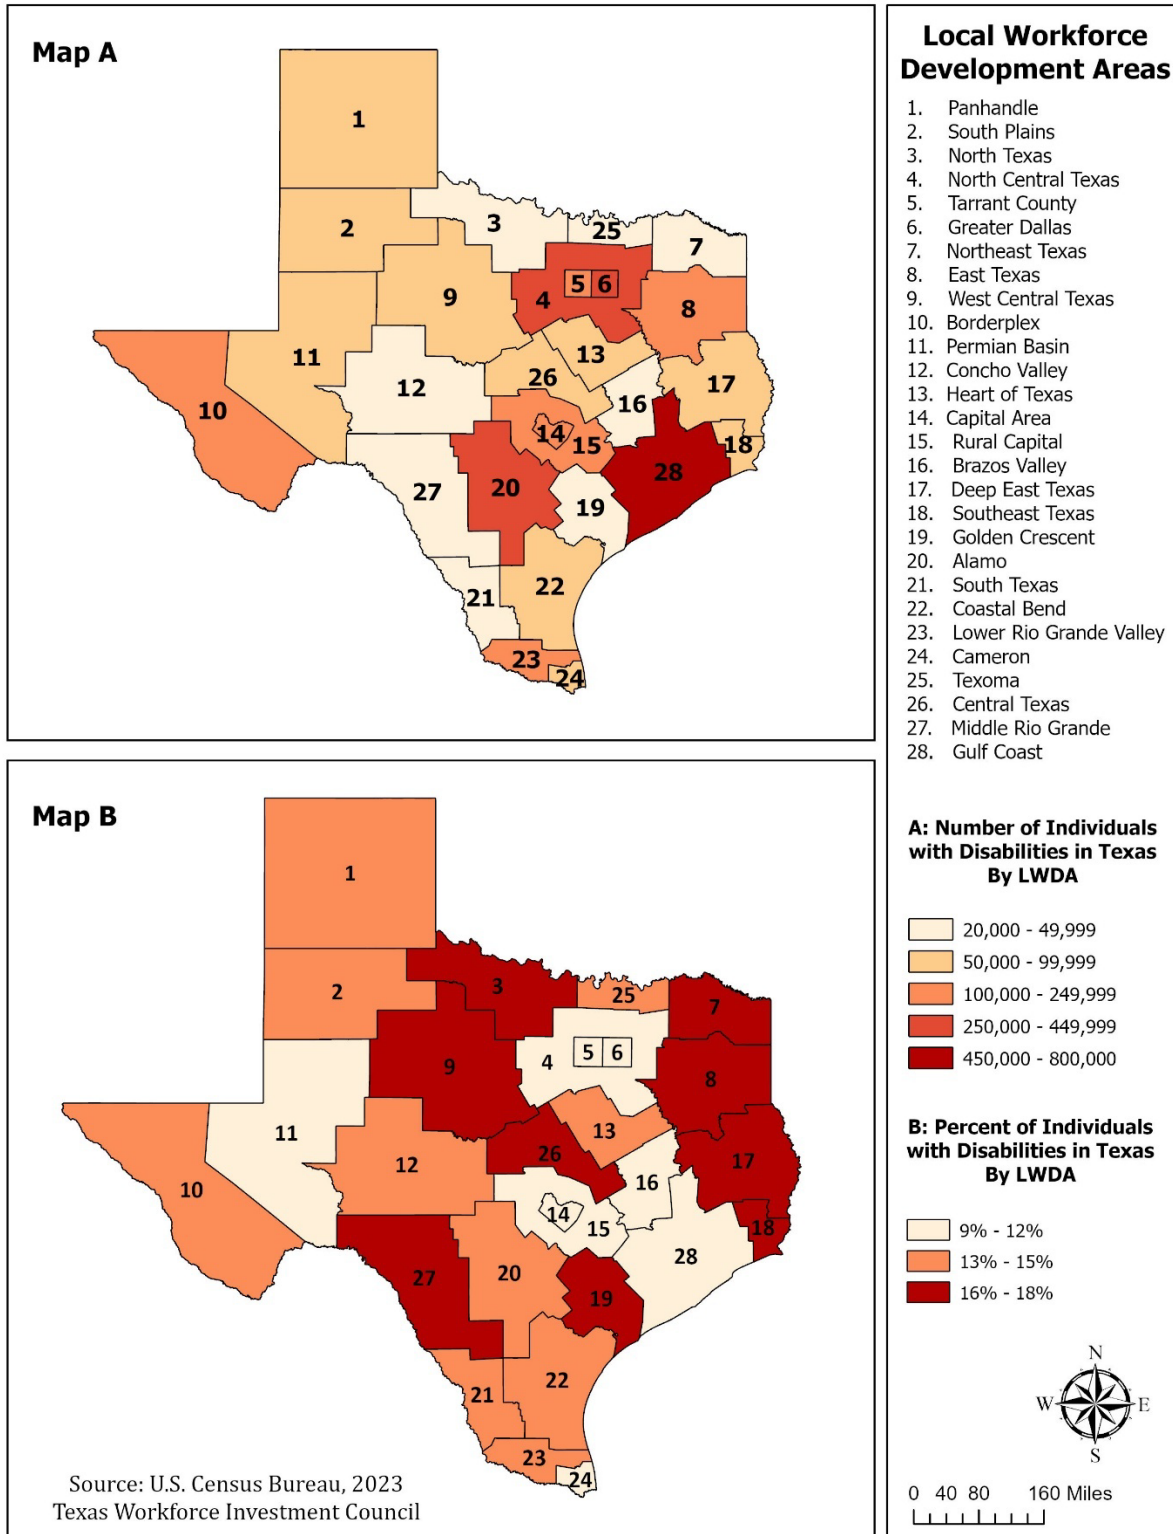 Map A
1
2
3
25
7
9
4
5
6
8
11
13
12
26
17
10
16
14
15
18
28
27
20
19
22
21
23
24
Map B
1
2
3
25
7
9
4
5
6
8
11
13
12
26
17
10
16
14
15
18
28
27
20
19
22
21
23
24
Source: U.S. Census Bureau, 2023
Texas Workforce Investment Council
Local Workforce
Development Areas
1. Panhandle
2. South Plains
3. North Texas
4. North Central Texas
5. Tarrant County
6. Greater Dallas
7. Northeast Texas
8. East Texas
9. West Central Texas
10. Borderplex
11. Permian Basin
12. Concho Valley
13. Heart of Texas
14. Capital Area
15. Rural Capital
16. Brazos Valley
17. Deep East Texas
18. Southeast Texas
19. Golden Crescent
20. Alamo
21. South Texas
22. Coastal Bend
23. Lower Rio Grande Valley
24. Cameron
25. Texoma
26. Central Texas
27. Middle Rio Grande
28. Gulf Coast
A: Number of Individuals
with Disabilities in Texas
By LWDA
20,000 - 49,999
50,000 - 99,999
100,000 - 249,999
250,000 - 449,999
450,000 - 800,000
B: Percent of Individuals
with Disabilities in Texas
By LWDA
9% - 12%
13% - 15%
16% - 18%
N
W E
S
0 40 80 160 Miles